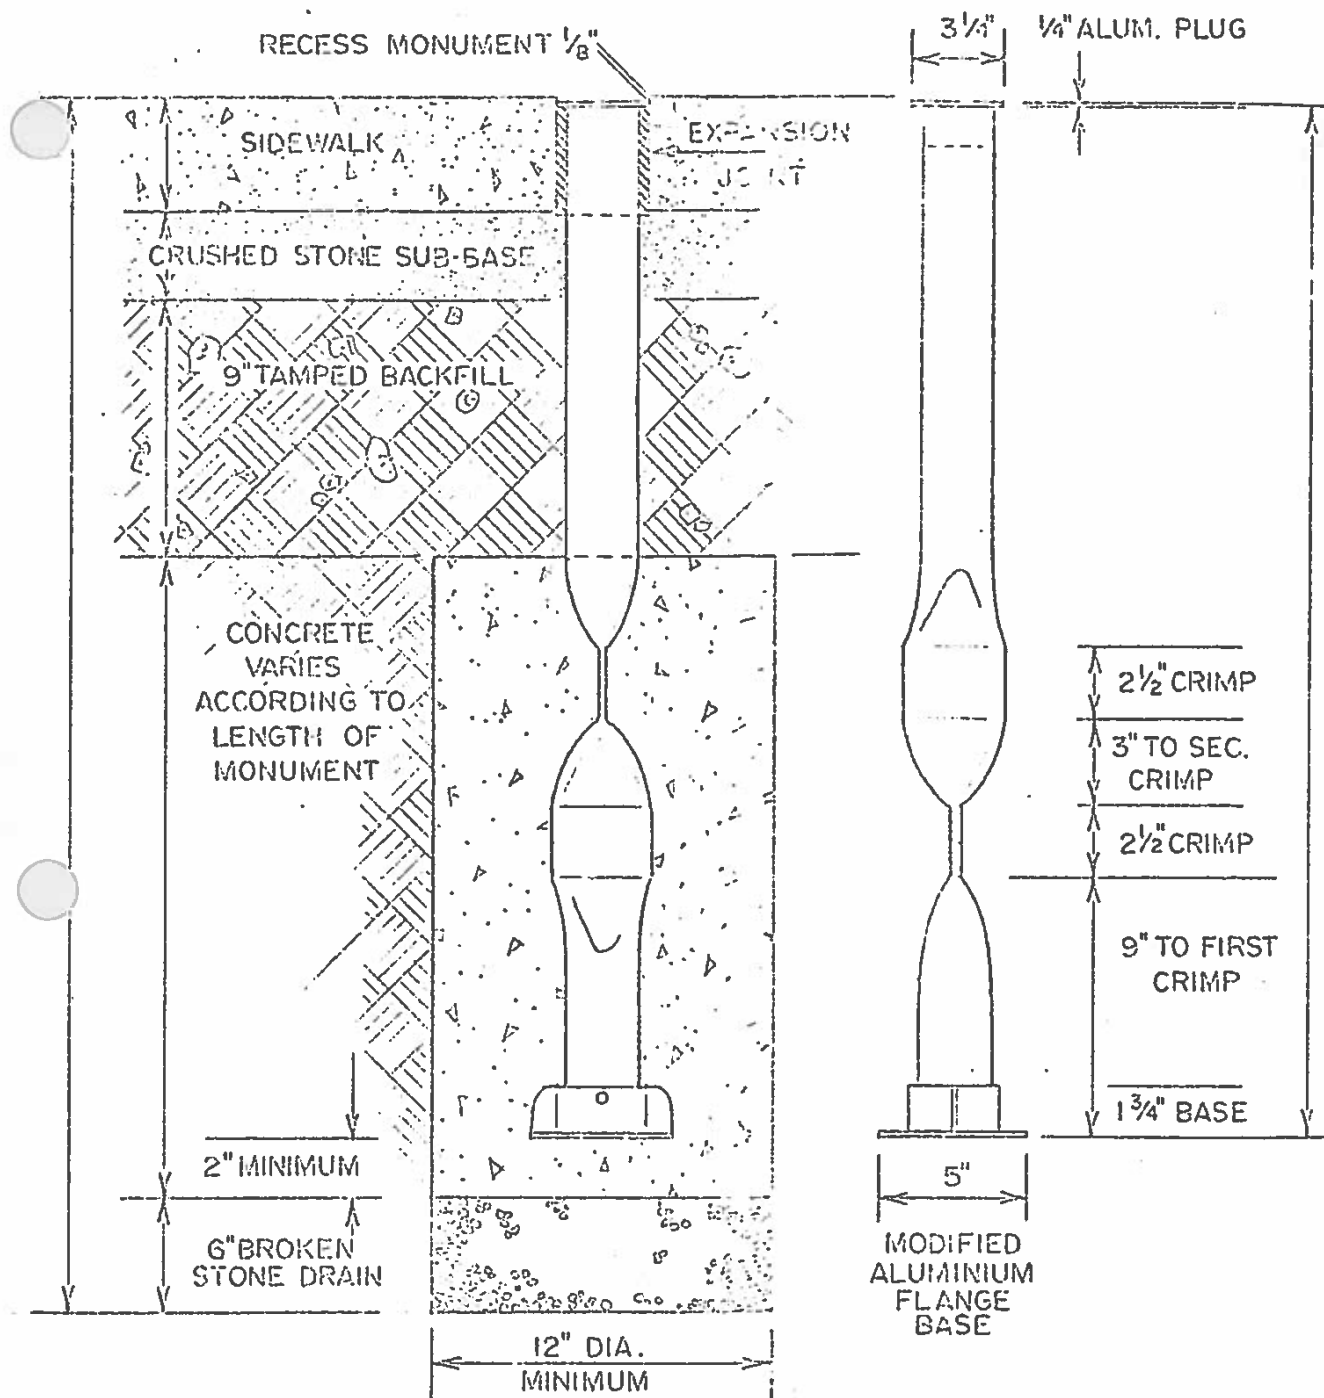 RECESS MONUMENT 1/8"
3 1/4"
1/4" ALUM. PLUG
SIDEWALK
EXPANSION
JOINT
CRUSHED STONE SUB-BASE
9" TAMPED BACKFILL
CONCRETE
VARIES
ACCORDING TO
LENGTH OF
MONUMENT
2 1/2" CRIMP
3" TO SEC.
CRIMP
2 1/2" CRIMP
9" TO FIRST
CRIMP
1 3/4" BASE
2" MINIMUM
5"
6" BROKEN
STONE DRAIN
MODIFIED
ALUMINIUM
FLANGE
BASE
12" DIA.
MINIMUM